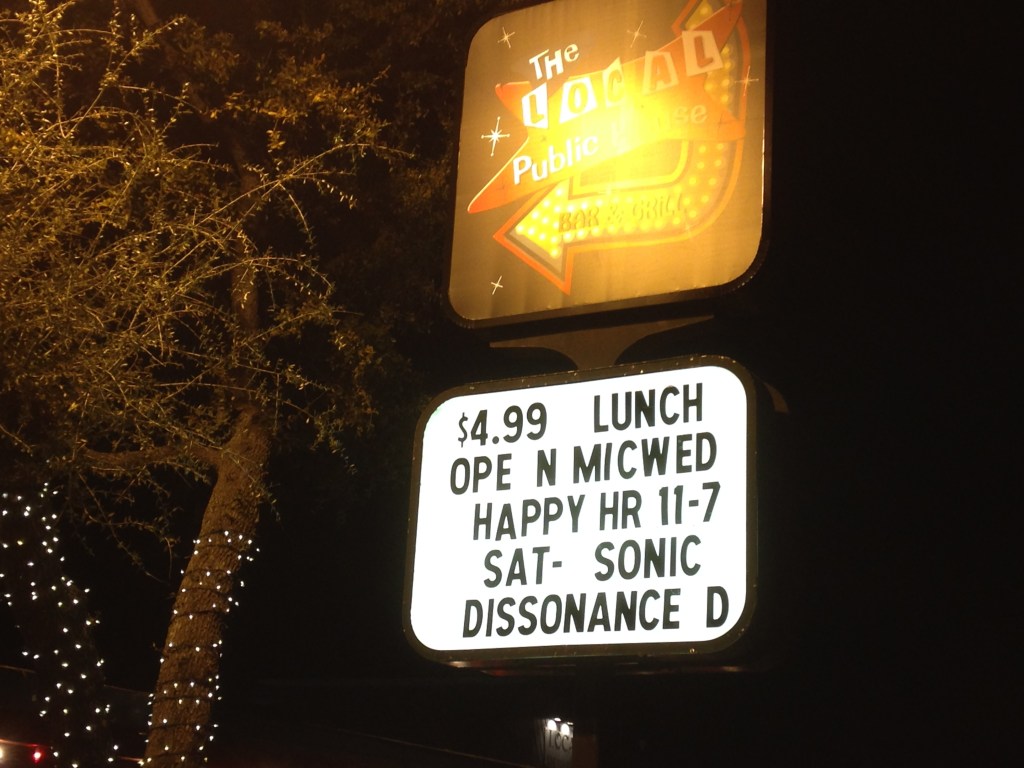 THe
LOCAL
Public House
BAR & GRILL
$4.99 LUNCH
OPE N MICWED
HAPPY HR 11-7
SAT- SONIC
DISSONANCE D